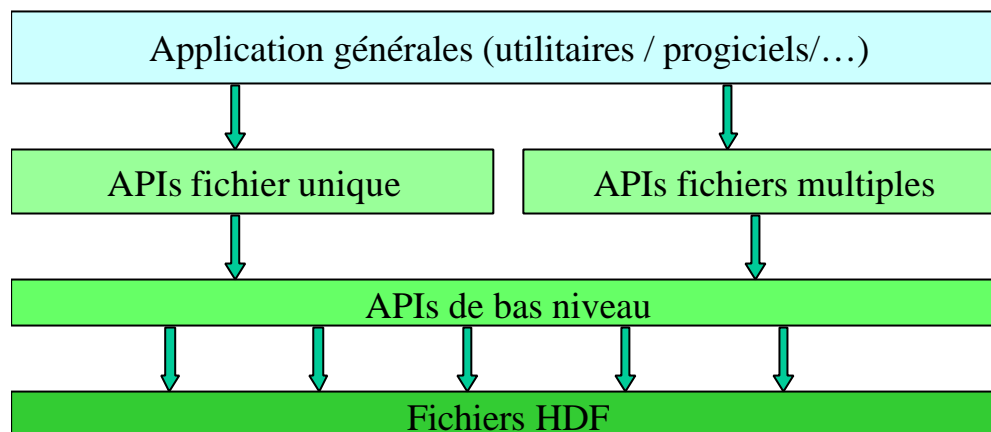 Application générales (utilitaires / progiciels/…)
APIs fichier unique
APIs fichiers multiples
APIs de bas niveau
Fichiers HDF